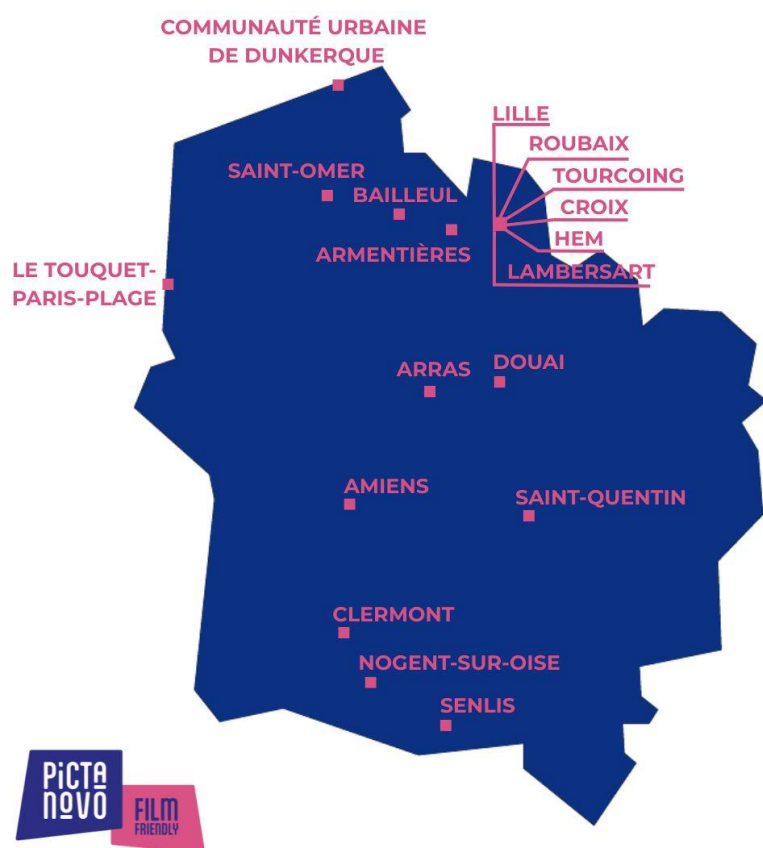 COMMUNAUTÉ URBAINE
DE DUNKERQUE
LILLE
ROUBAIX
SAINT-OMER
TOURCOING
BAILLEUL
CROIX
ARMENTIÈRES
HEM
LE TOUQUET-
PARIS-PLAGE
LAMBERSART
ARRAS
DOUAI
AMIENS
SAINT-QUENTIN
CLERMONT
NOGENT-SUR-OISE
SENLIS
PiCTA
NOVO
FILM
FRIENDLY